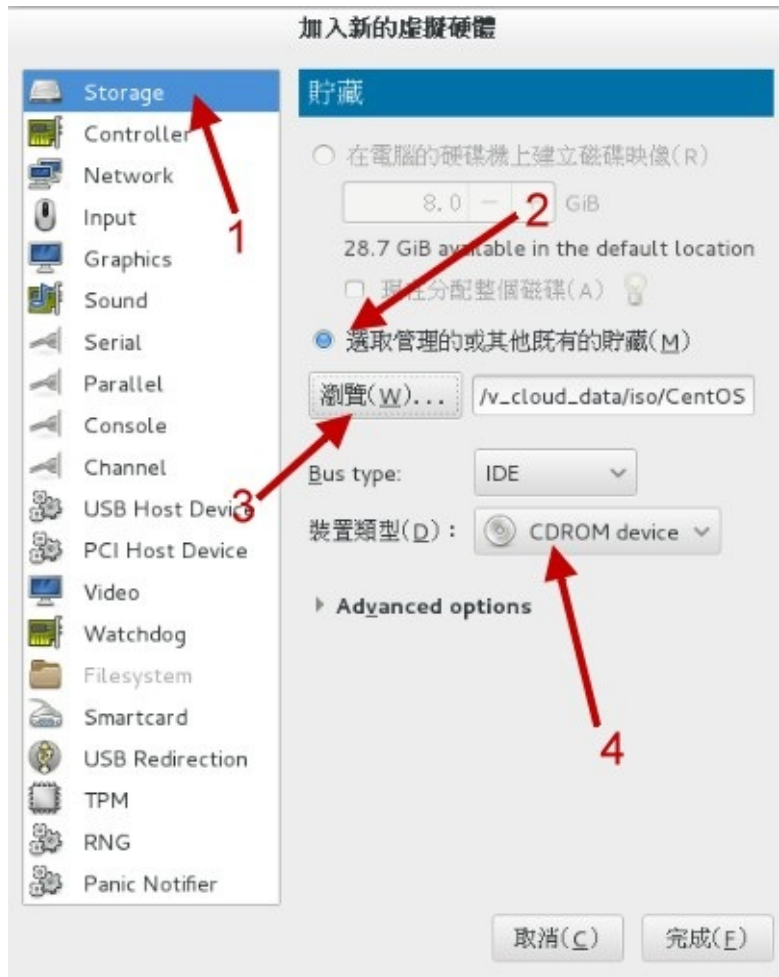 加入新的虛擬硬體
Storage
Controller
Network
Input
Graphics
Sound
Serial
Parallel
Console
Channel
USB Host Device
PCI Host Device
Video
Watchdog
Filesystem
Smartcard
USB Redirection
TPM
RNG
Panic Notifier
1
貯藏
在電腦的硬碟機上建立磁碟映像(R)
8.0 GiB
2
28.7 GiB available in the default location
現在分配整個磁碟(A)
選取管理的或其他既有的貯藏(M)
瀏覽(W)... /v_cloud_data/iso/CentOS
3
Bus type: IDE
裝置類型(D): CDROM device
Advanced options
4
取消(C) 完成(F)